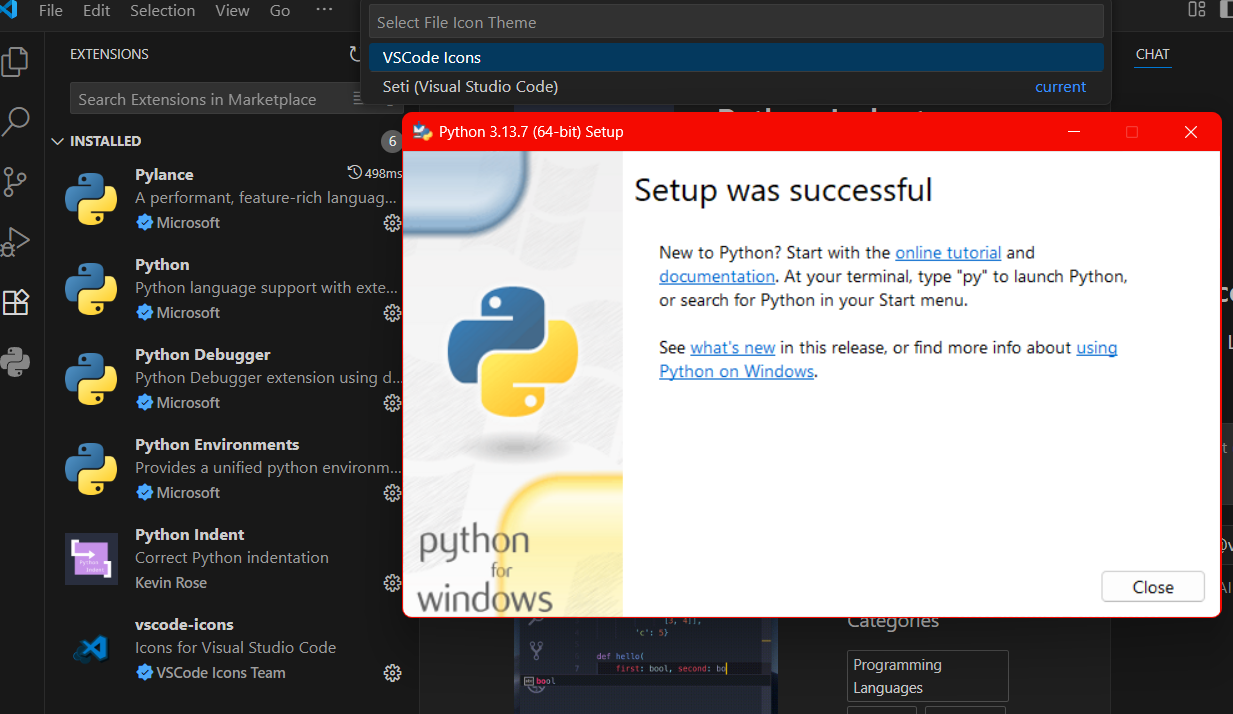 File Edit Selection View Go ...
Select File Icon Theme
VSCode Icons
Seti (Visual Studio Code) current
EXTENSIONS
Search Extensions in Marketplace
INSTALLED 6
Pylance 498ms
A performant, feature-rich languag...
Microsoft
Python
Python language support with exte...
Microsoft
Python Debugger
Python Debugger extension using d...
Microsoft
Python Environments
Provides a unified python environm...
Microsoft
Python Indent
Correct Python indentation
Kevin Rose
vscode-icons
Icons for Visual Studio Code
VSCode Icons Team
CHAT
Python 3.13.7 (64-bit) Setup
Setup was successful
New to Python? Start with the online tutorial and
documentation. At your terminal, type "py" to launch Python,
or search for Python in your Start menu.
See what's new in this release, or find more info about using
Python on Windows.
python
for
windows
Close
[3, 4]],
'c': 5}
def hello(
7 first: bool, second: bo
bool
Categories
Programming
Languages